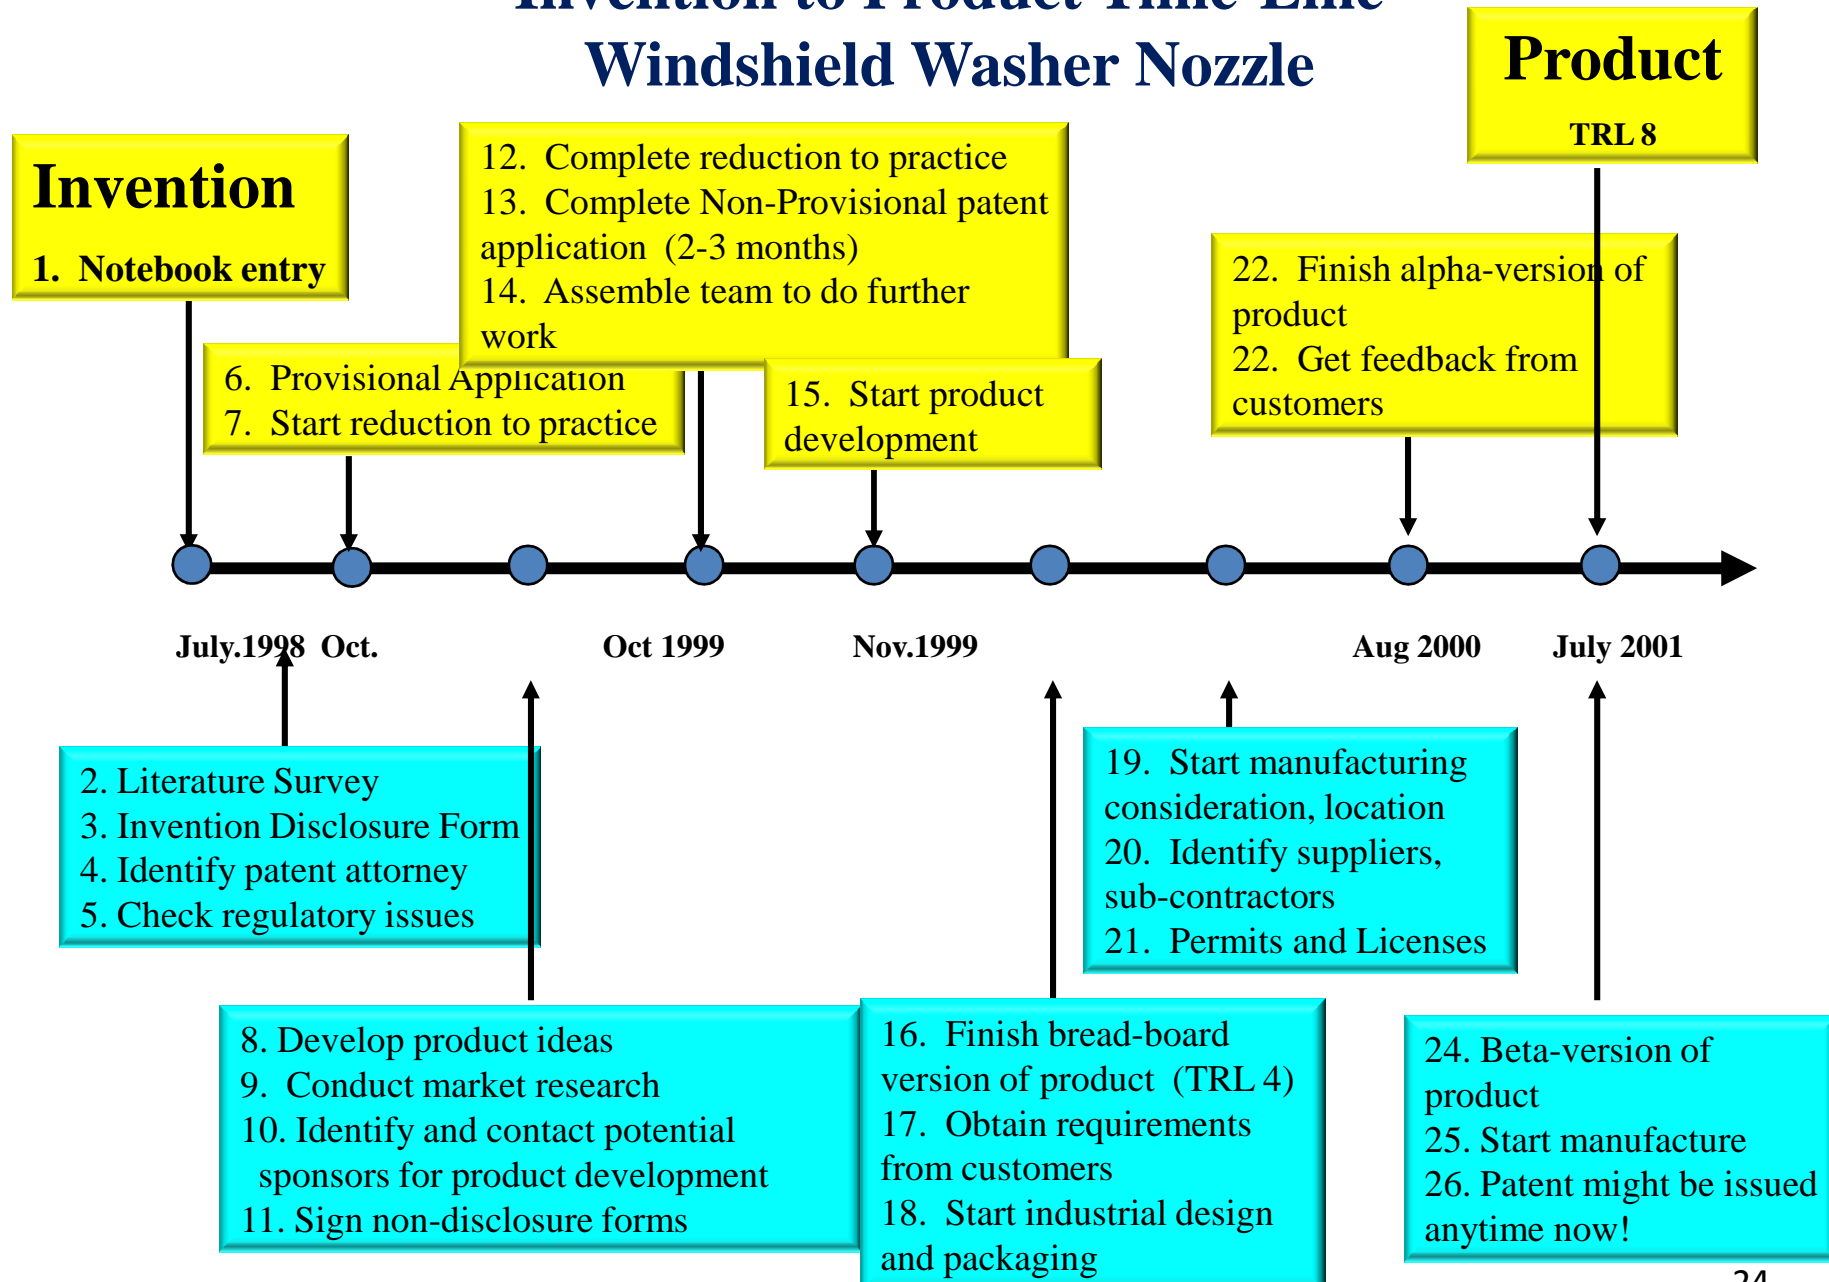 Invention to Product Time-Line
Windshield Washer Nozzle
Product
TRL 8
Invention
1. Notebook entry
12. Complete reduction to practice
13. Complete Non-Provisional patent
application (2-3 months)
14. Assemble team to do further
work
6. Provisional Application
7. Start reduction to practice
15. Start product
development
22. Finish alpha-version of
product
22. Get feedback from
customers
July.1998 Oct.
Oct 1999
Nov.1999
Aug 2000
July 2001
2. Literature Survey
3. Invention Disclosure Form
4. Identify patent attorney
5. Check regulatory issues
19. Start manufacturing
consideration, location
20. Identify suppliers,
sub-contractors
21. Permits and Licenses
8. Develop product ideas
9. Conduct market research
10. Identify and contact potential
sponsors for product development
11. Sign non-disclosure forms
16. Finish bread-board
version of product (TRL 4)
17. Obtain requirements
from customers
18. Start industrial design
and packaging
24. Beta-version of
product
25. Start manufacture
26. Patent might be issued
anytime now!
24